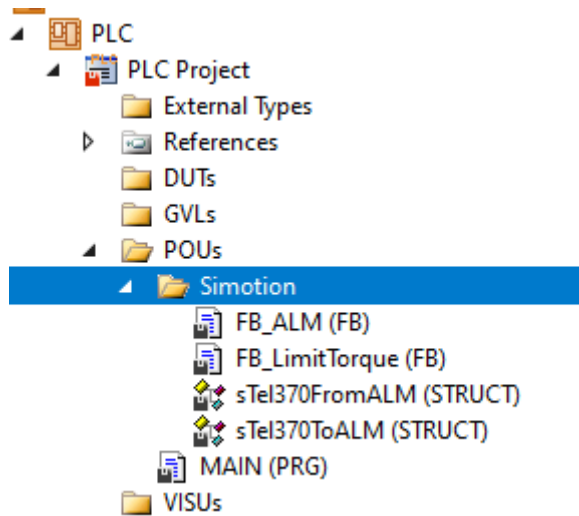 PLC
PLC Project
External Types
References
DUTs
GVLs
POUs
Simotion
FB_ALM (FB)
FB_LimitTorque (FB)
sTel370FromALM (STRUCT)
sTel370ToALM (STRUCT)
MAIN (PRG)
VISUs